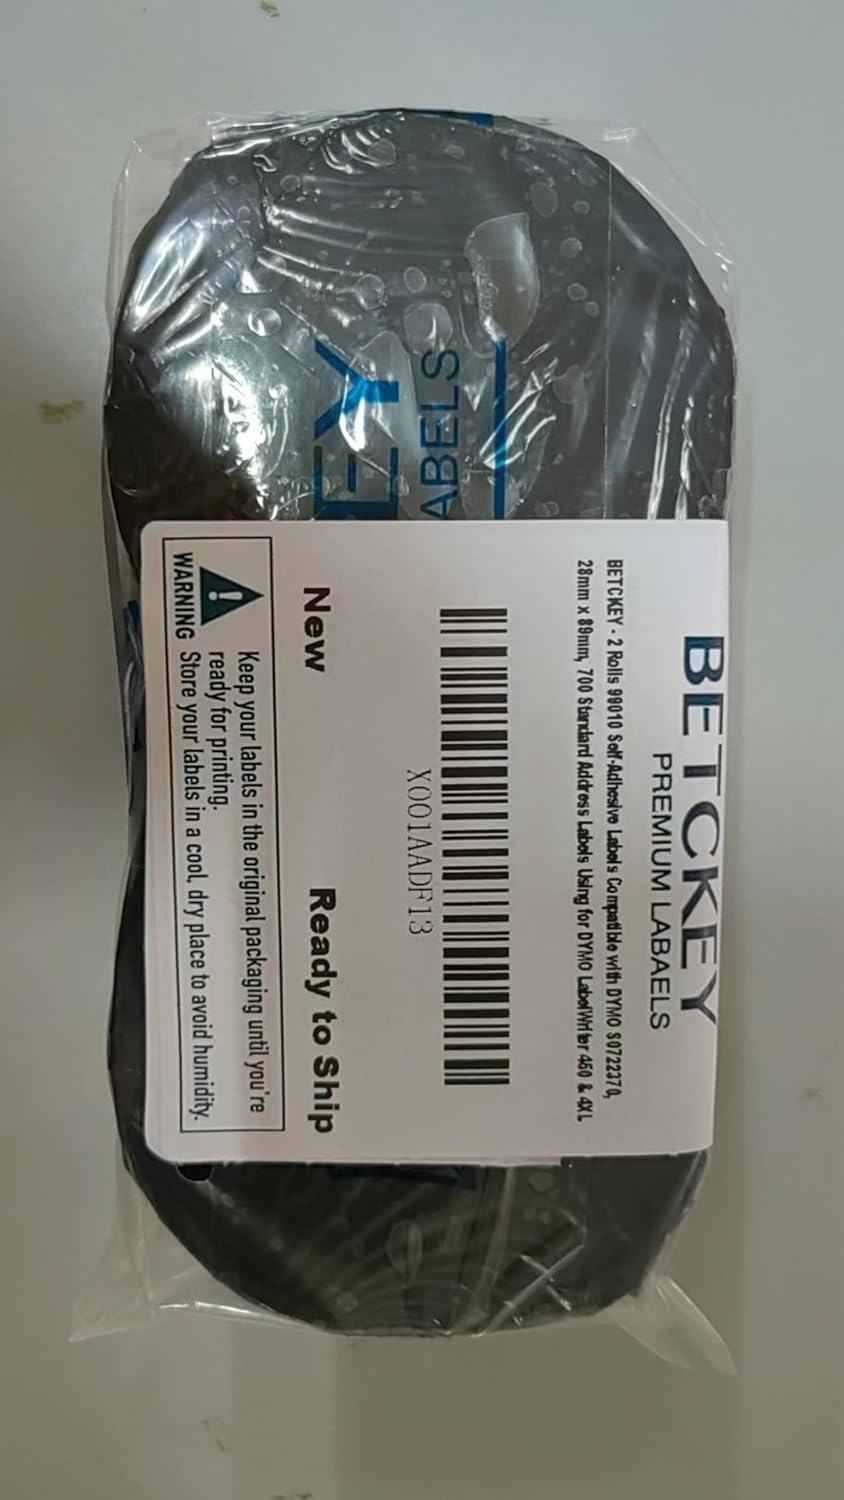 BETCKEY
PREMIUM LABAELS
BETCKEY - 2 Rolls 99010 Self-Adhesive Labels Compatible with DYMO S0722370,
28mm x 89mm, 700 Standard Address Labels Using for DYMO LabelWriter 450 & 4XL
X001AADF13
New Ready to Ship
WARNING
Keep your labels in the original packaging until you're
ready for printing.
Store your labels in a cool, dry place to avoid humidity.
EY
ABELS